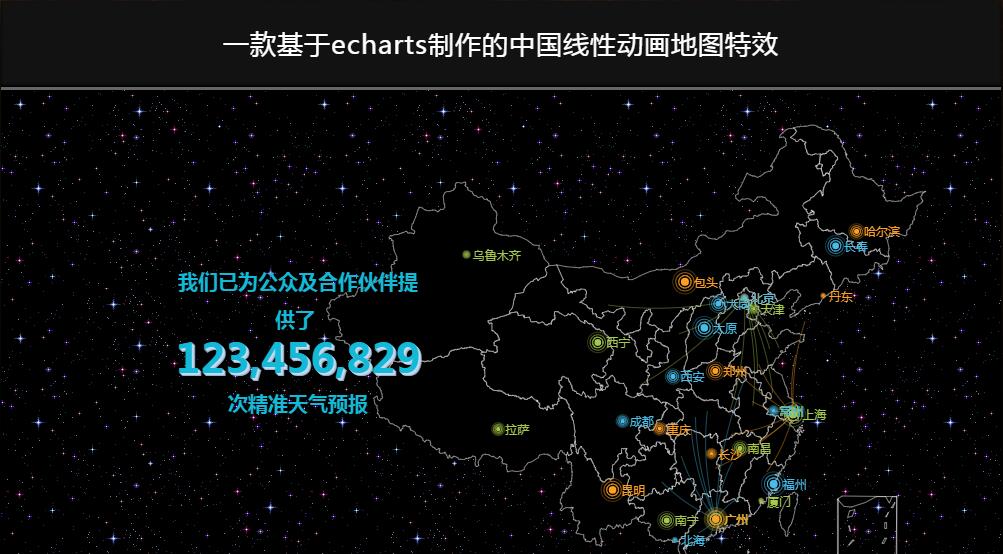 一款基于echarts制作的中国线性动画地图特效
哈尔滨
长春
乌鲁木齐
我们已为公众及合作伙伴提
供了
123,456,829
次精准天气预报
包头
丹东
北京
大同
天津
太原
西宁
郑州
西安
常州
上海
成都
重庆
拉萨
南昌
长沙
福州
昆明
厦门
南宁
广州
北海